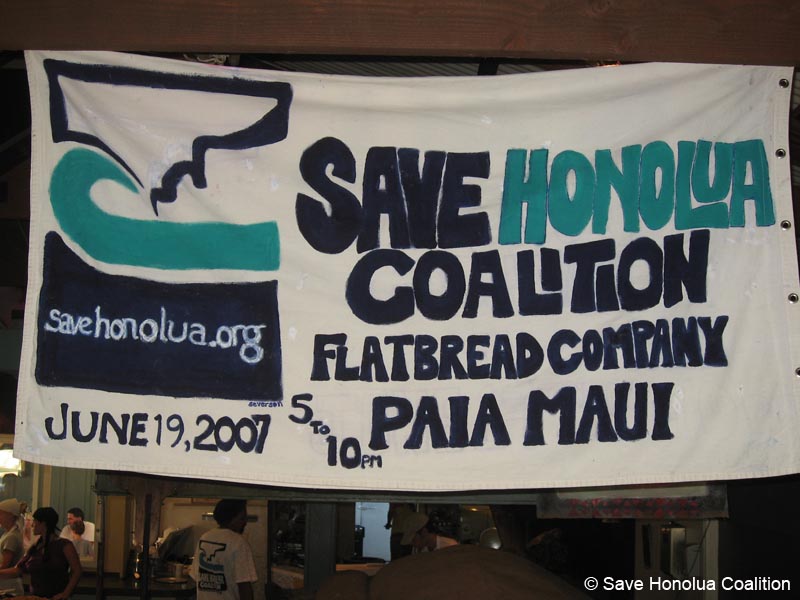 SAVE HONOLUA
COALITION
FLATBREAD COMPANY
PAIA MAUI
savehonolua.org
severson
JUNE 19, 2007
5 TO 10 PM
© Save Honolua Coalition